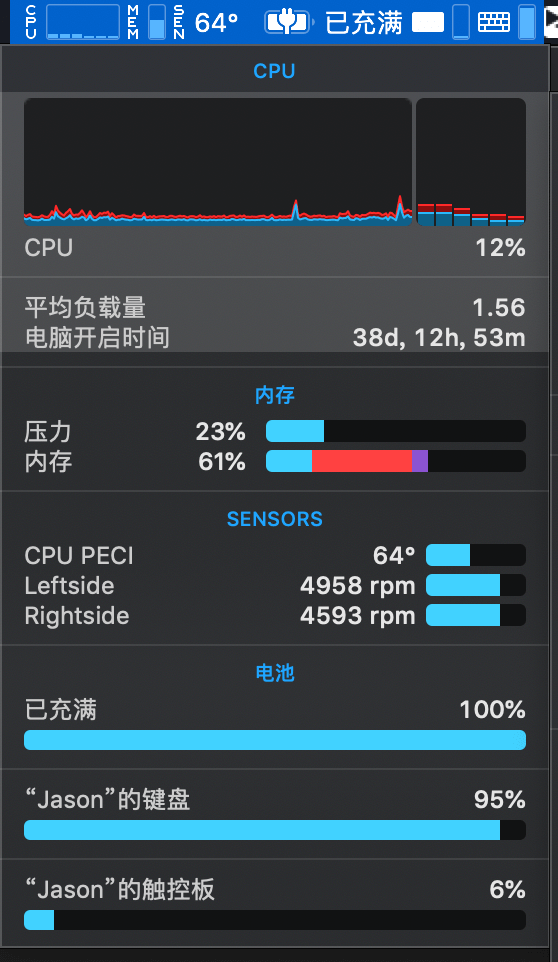 CPU MEM SEN 64° 已充满
CPU
CPU 12%
平均负载量 1.56
电脑开启时间 38d, 12h, 53m
内存
压力 23%
内存 61%
SENSORS
CPU PECI 64°
Leftside 4958 rpm
Rightside 4593 rpm
电池
已充满 100%
“Jason”的键盘 95%
“Jason”的触控板 6%